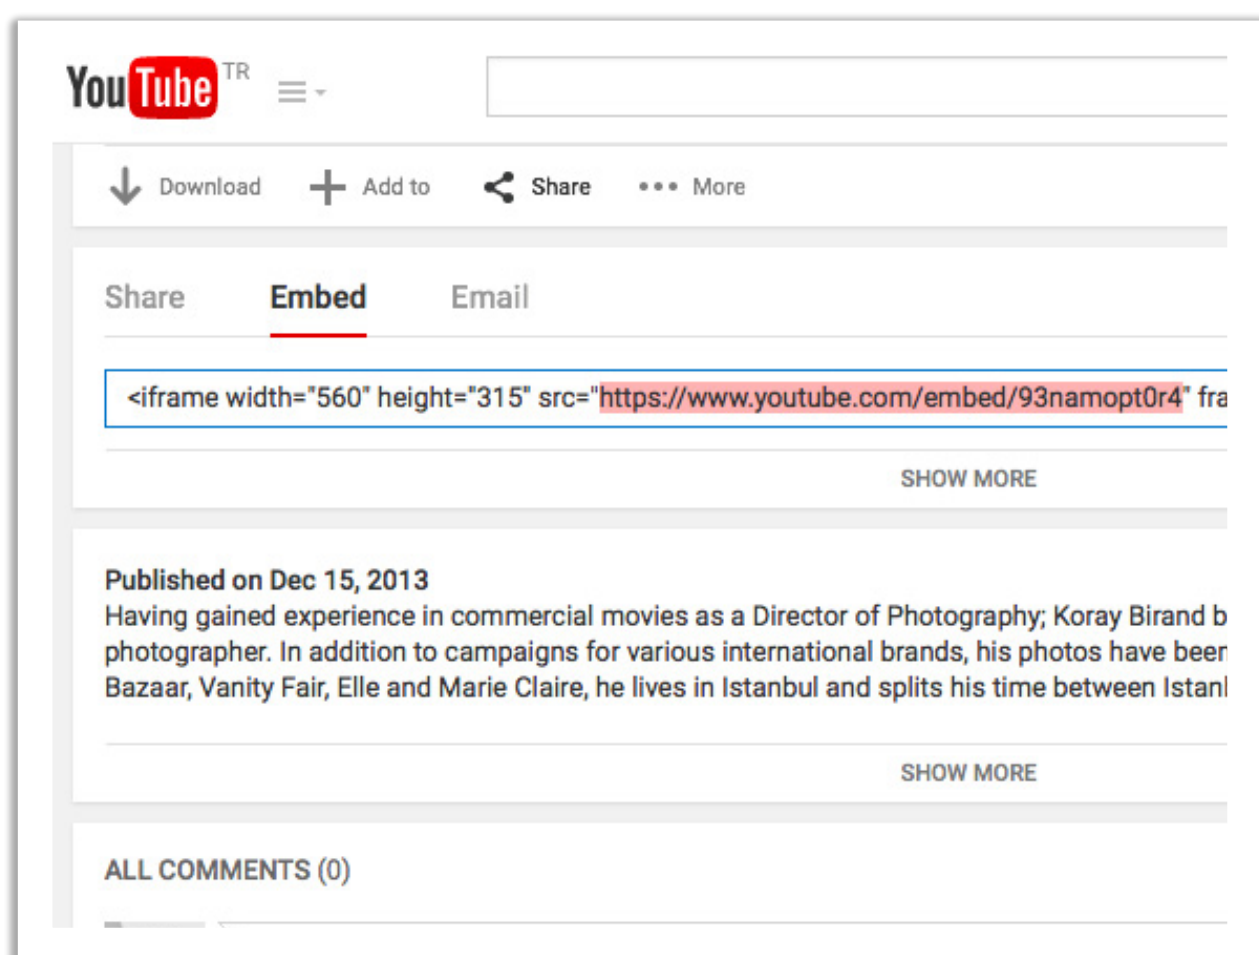 YouTube TR
Download Add to Share More
Share Embed Email
<iframe width="560" height="315" src="https://www.youtube.com/embed/93namopt0r4" fra
SHOW MORE
Published on Dec 15, 2013
Having gained experience in commercial movies as a Director of Photography; Koray Birand b
photographer. In addition to campaigns for various international brands, his photos have been
Bazaar, Vanity Fair, Elle and Marie Claire, he lives in Istanbul and splits his time between Istanl
SHOW MORE
ALL COMMENTS (0)